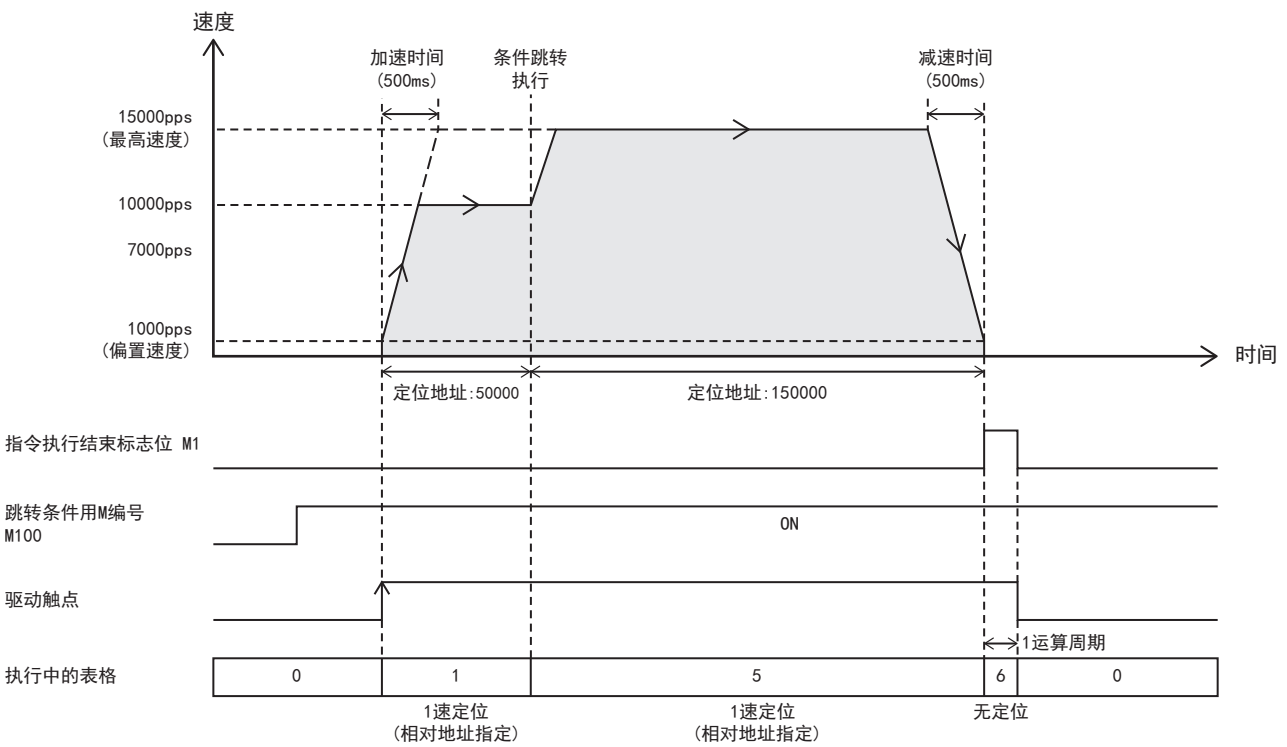 速度
加速时间
(500ms)
条件跳转
执行
减速时间
(500ms)
15000pps
(最高速度)
10000pps
7000pps
1000pps
(偏置速度)
时间
定位地址:50000
定位地址:150000
指令执行结束标志位 M1
跳转条件用M编号
M100
ON
驱动触点
1运算周期
执行中的表格
0
1
5
6
0
1速定位
(相对地址指定)
1速定位
(相对地址指定)
无定位